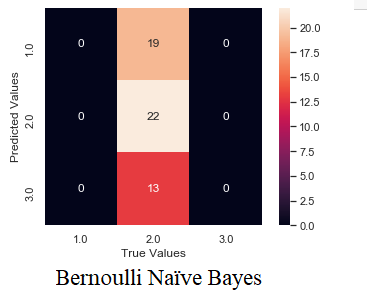 1.0 0 19 0
2.0 0 22 0
3.0 0 13 0
1.0 2.0 3.0
Predicted Values
True Values
20.0
17.5
15.0
12.5
10.0
7.5
5.0
2.5
0.0
Bernoulli Naïve Bayes